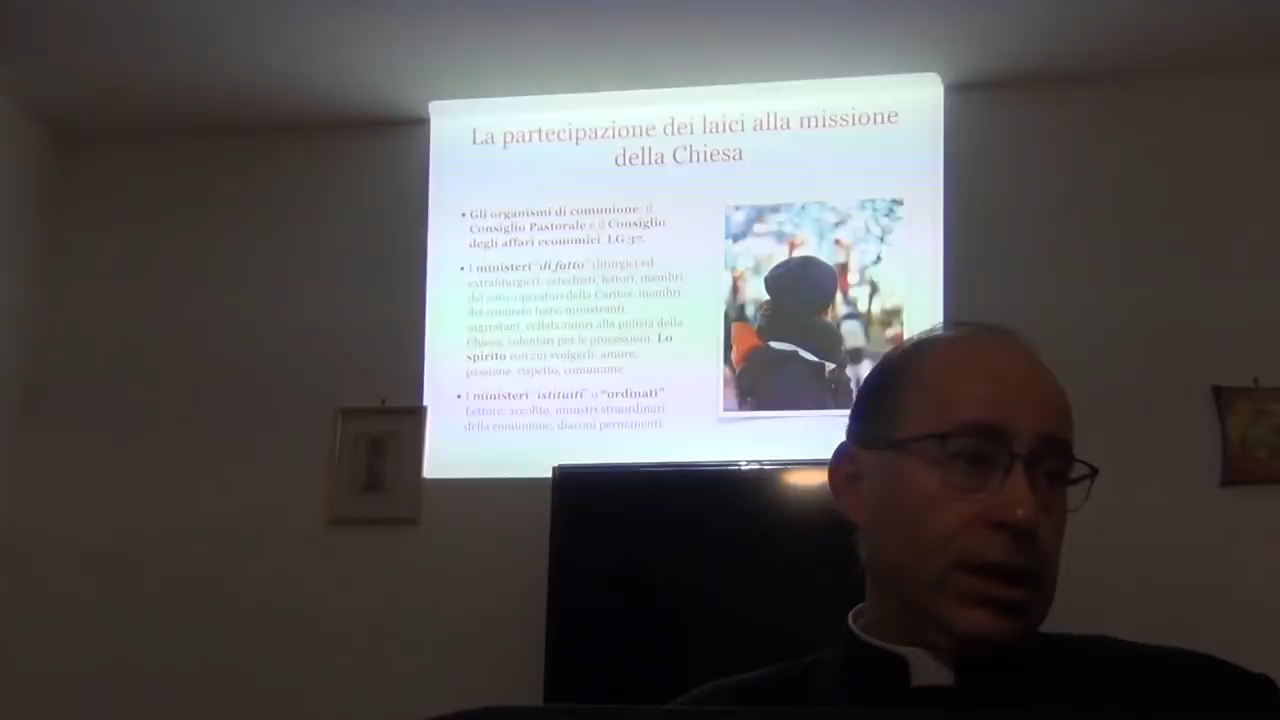 La partecipazione dei laici alla missione
della Chiesa
• Gli organismi di comunione: il
Consiglio Pastorale e il Consiglio
degli affari economici. LG 37.
• I ministeri "di fatto" (liturgici ed
extraliturgici): catechisti, lettori, membri
del coro, operatori della Caritas, membri
del comitato festa, ministranti,
sagrestani, collaboratori alla pulizia della
Chiesa, volontari per le processioni. Lo
spirito con cui svolgerli: amore,
passione, rispetto, comunione.
• I ministeri "istituiti" o "ordinati"
Lettore, accolito, ministri straordinari
della comunione, diaconi permanenti.